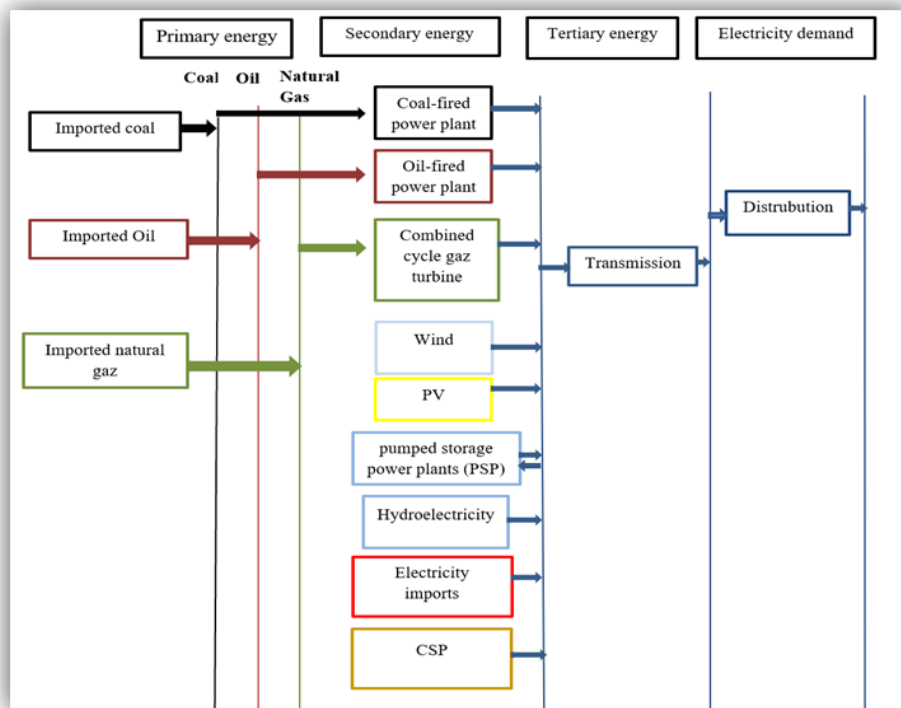 Primary energy
Secondary energy
Tertiary energy
Electricity demand
Coal
Oil
Natural
Gas
Imported coal
Coal-fired
power plant
Oil-fired
power plant
Imported Oil
Combined
cycle gaz
turbine
Transmission
Distrubution
Imported natural
gaz
Wind
PV
pumped storage
power plants (PSP)
Hydroelectricity
Electricity
imports
CSP